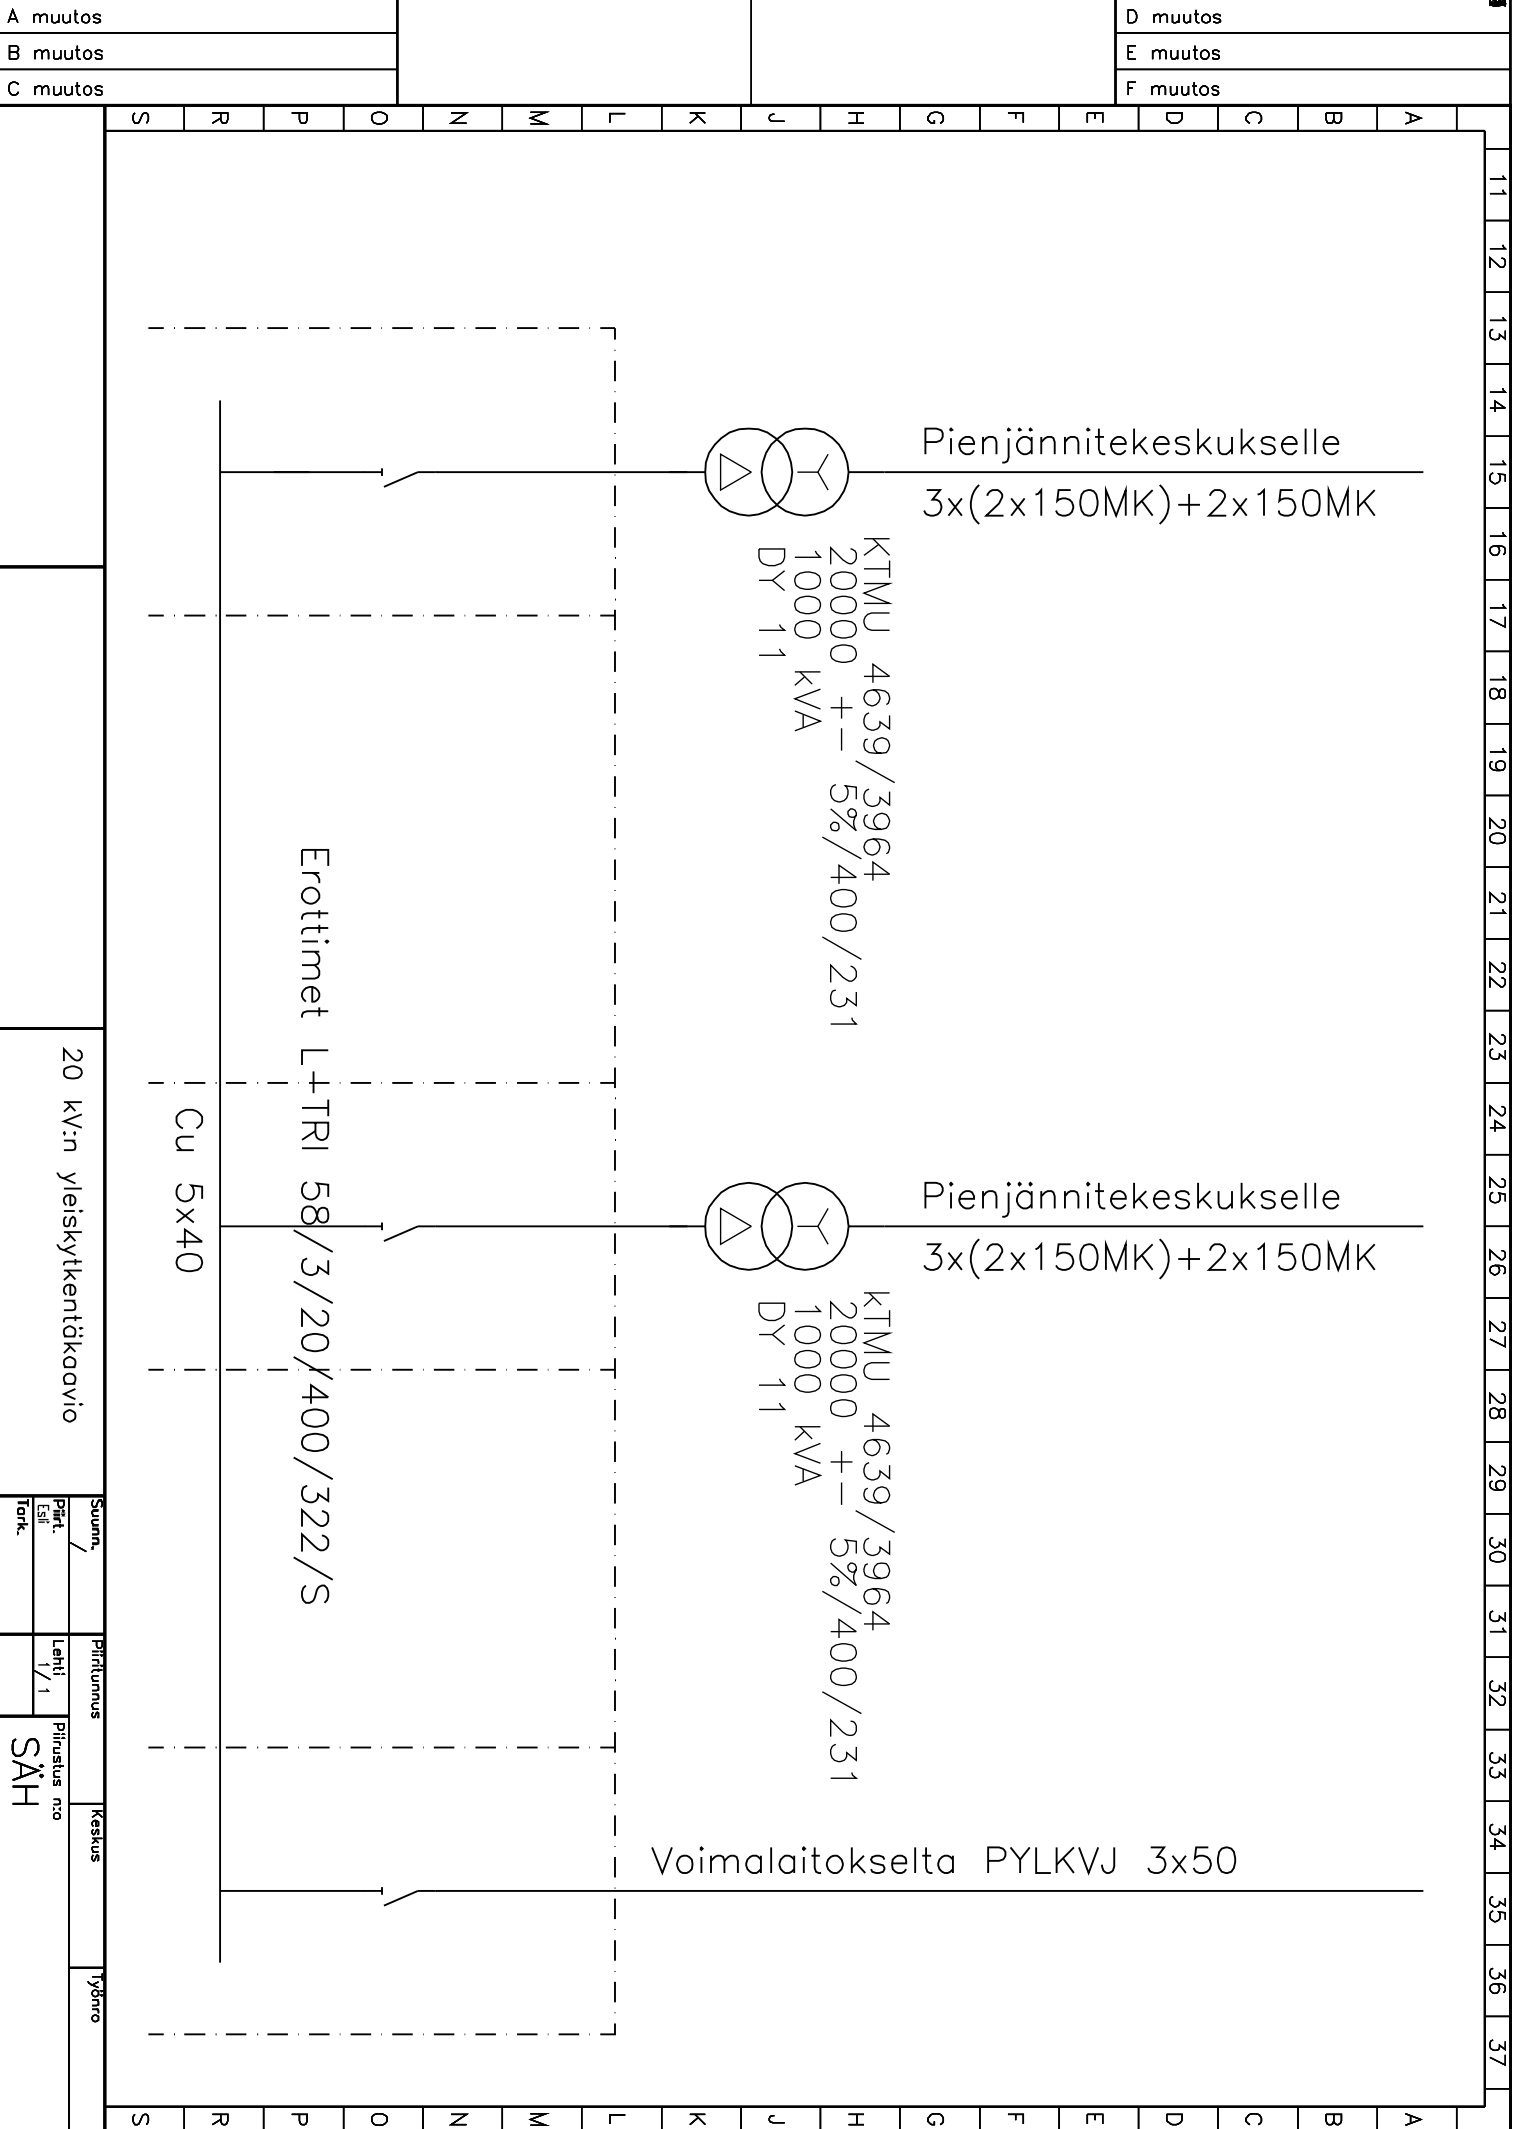 A muutos
B muutos
C muutos
D muutos
E muutos
F muutos
S R P O N M L K J H G F E D C B A
11
12
13
14
15
16
17
18
19
20
21
22
23
24
25
26
27
28
29
30
31
32
33
34
35
36
37
Pienjännitekeskukselle
3x(2x150MK)+2x150MK
KTMU 4639/3964
20000 +- 5%/400/231
1000 kVA
DY 11
Erottimet L+TRI 58/3/20/400/322/S
Cu 5x40
Pienjännitekeskukselle
3x(2x150MK)+2x150MK
KTMU 4639/3964
20000 +- 5%/400/231
1000 kVA
DY 11
Voimalaitokselta PYLKVJ 3x50
20 kV:n yleiskytkentäkaavio
Suunn.
/
Piirt.
Esli
Tark.
Piiritunnus
Lehti
1/1
Piirustus n:o
SÄH
Keskus
Työnro
S R P O N M L K J H G F E D C B A